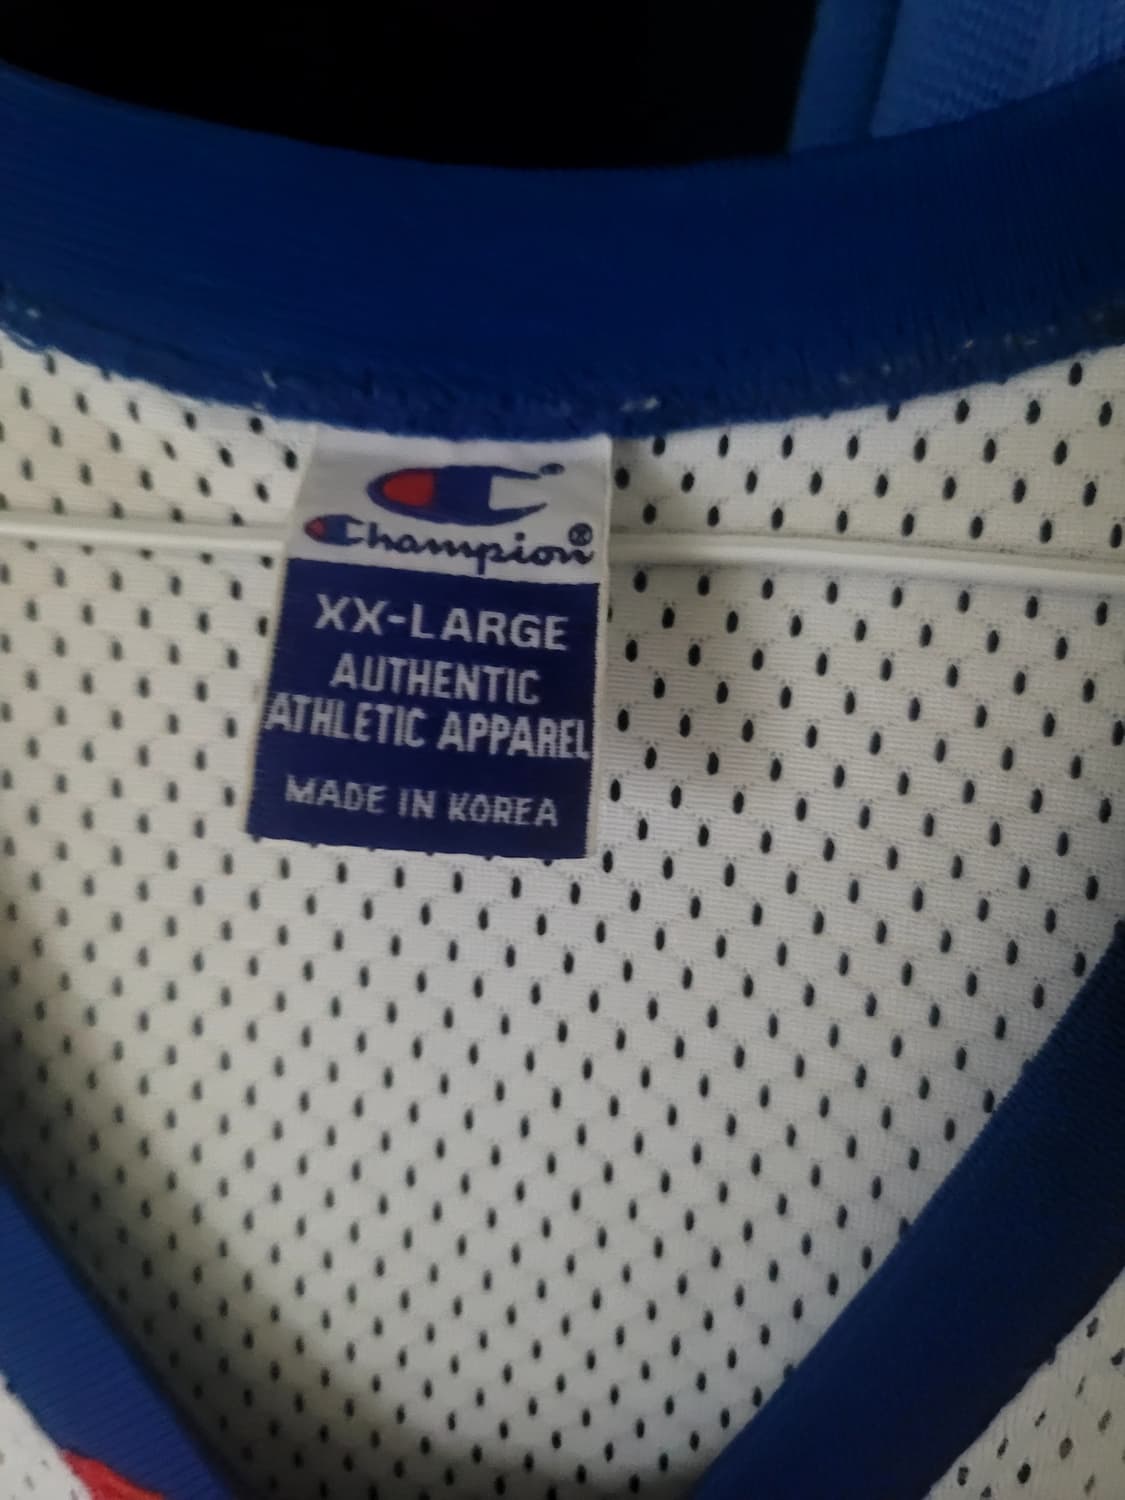 Champion®
XX-LARGE
AUTHENTIC
ATHLETIC APPAREL
MADE IN KOREA